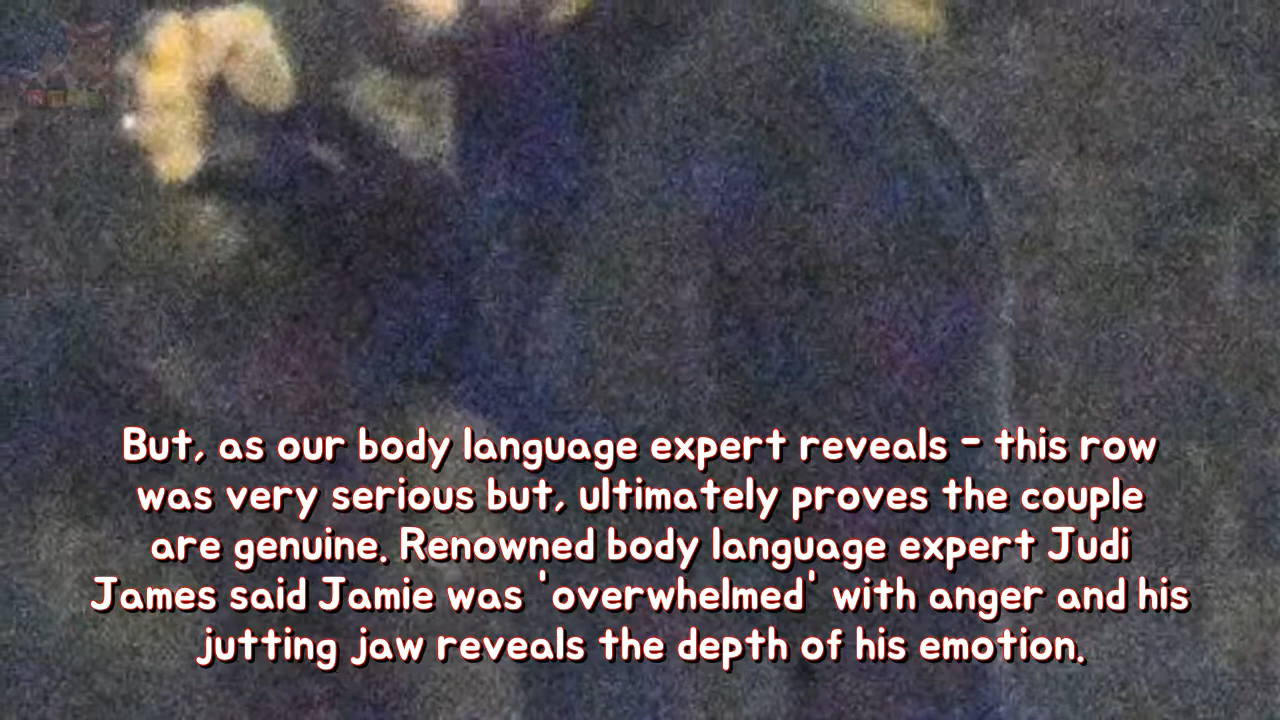 But, as our body language expert reveals - this row
was very serious but, ultimately proves the couple
are genuine. Renowned body language expert Judi
James said Jamie was 'overwhelmed' with anger and his
jutting jaw reveals the depth of his emotion.